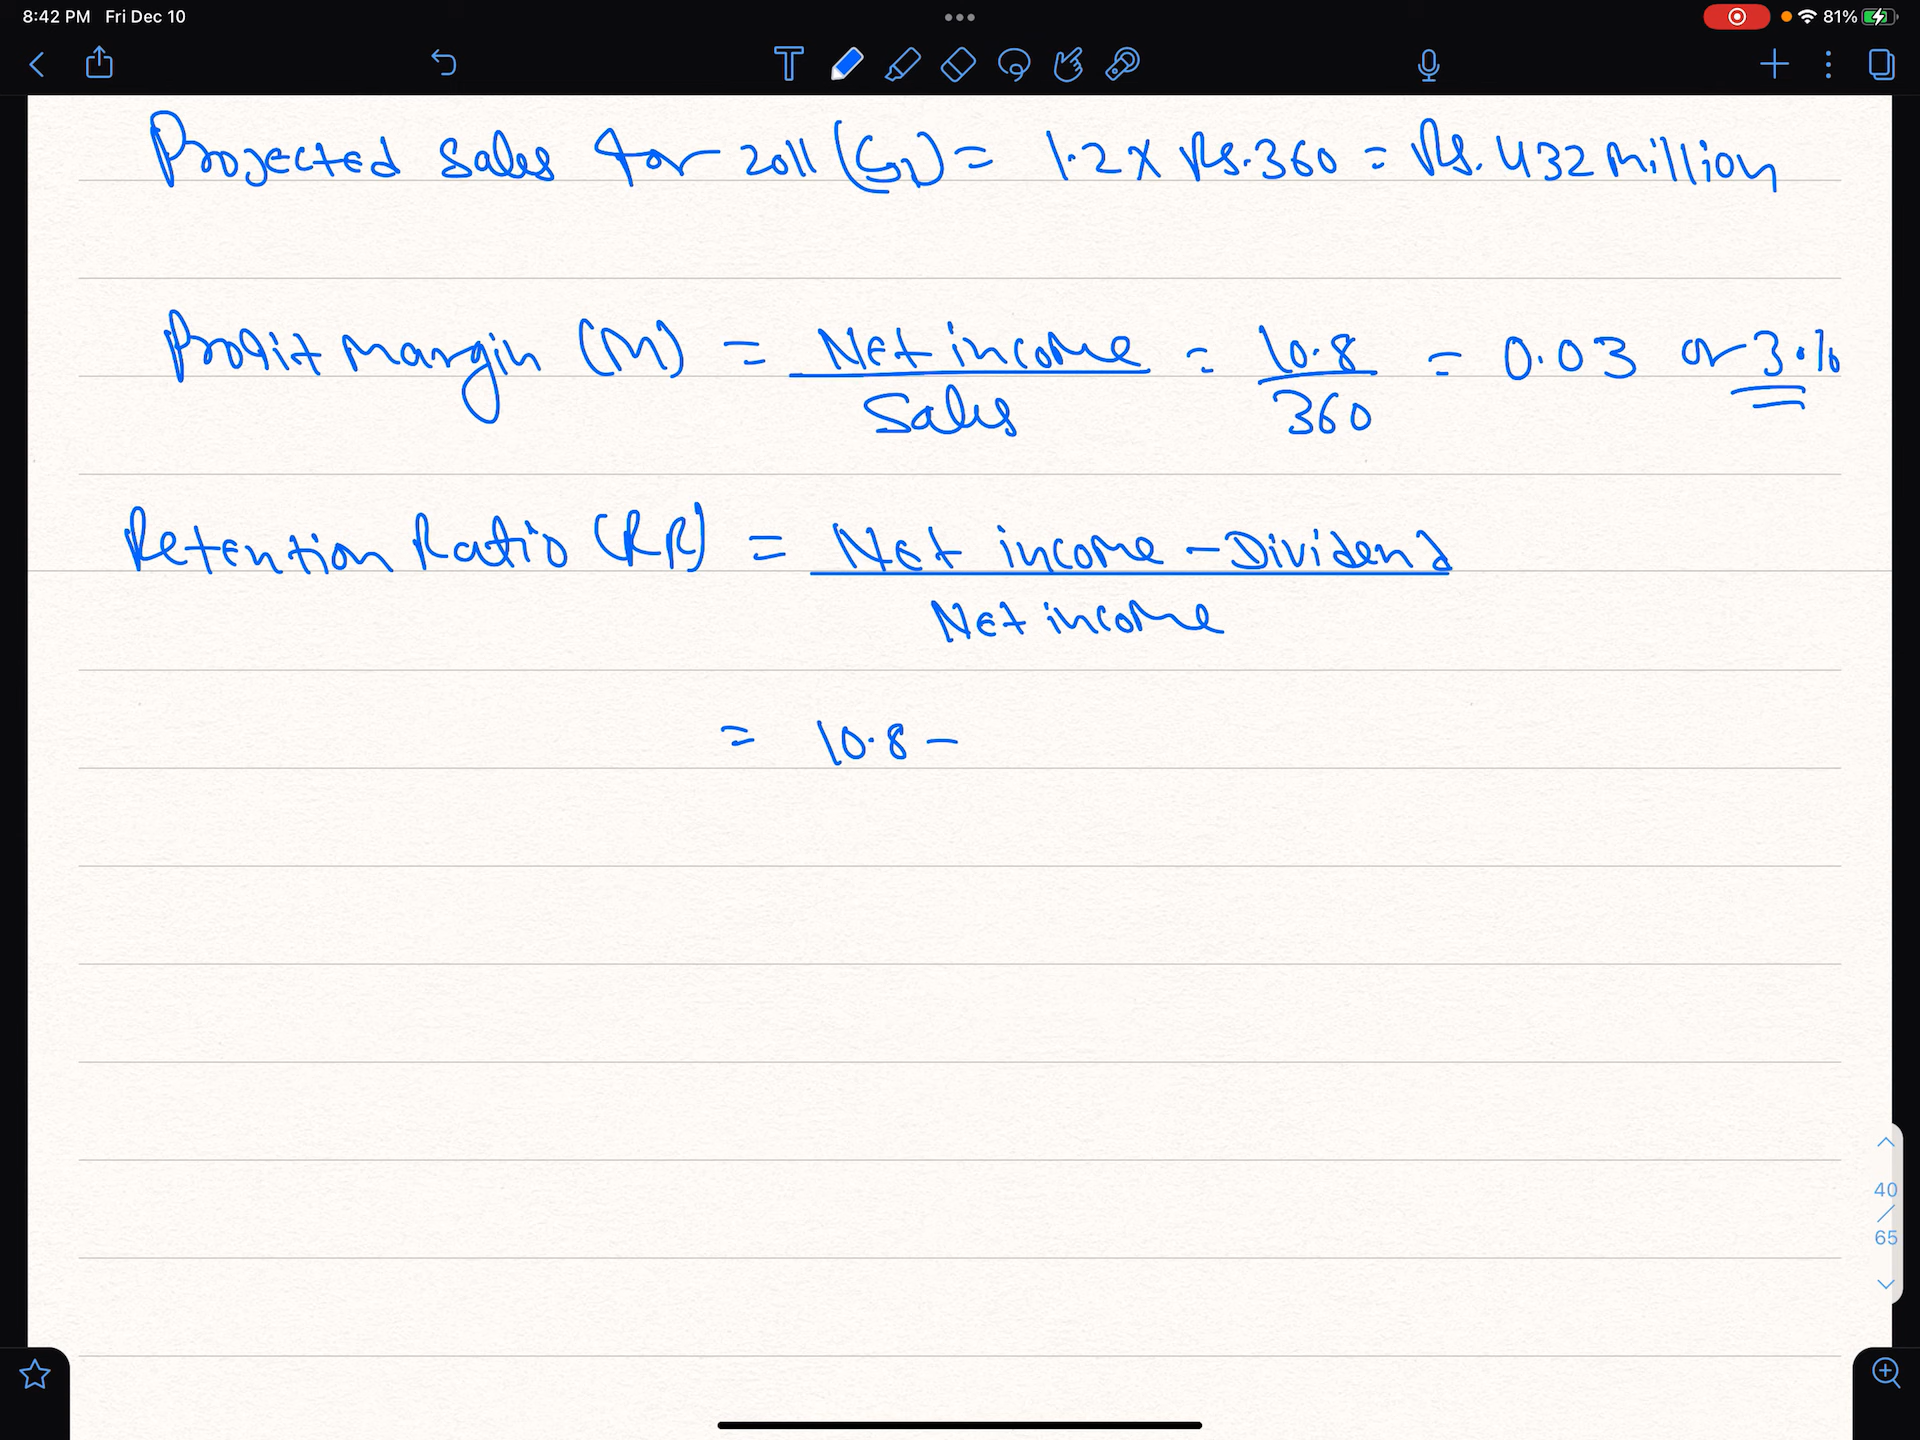 8:42 PM Fri Dec 10
81%
Projected Sales for 2011 (S1) = 1.2 X Rs.360 = Rs.432 Million
Profit Margin (M) = Net income / Sales = 10.8 / 360 = 0.03 or 3%
Retention Ratio (RR) = Net income - Dividend
Net income
= 10.8 -
40
/
65